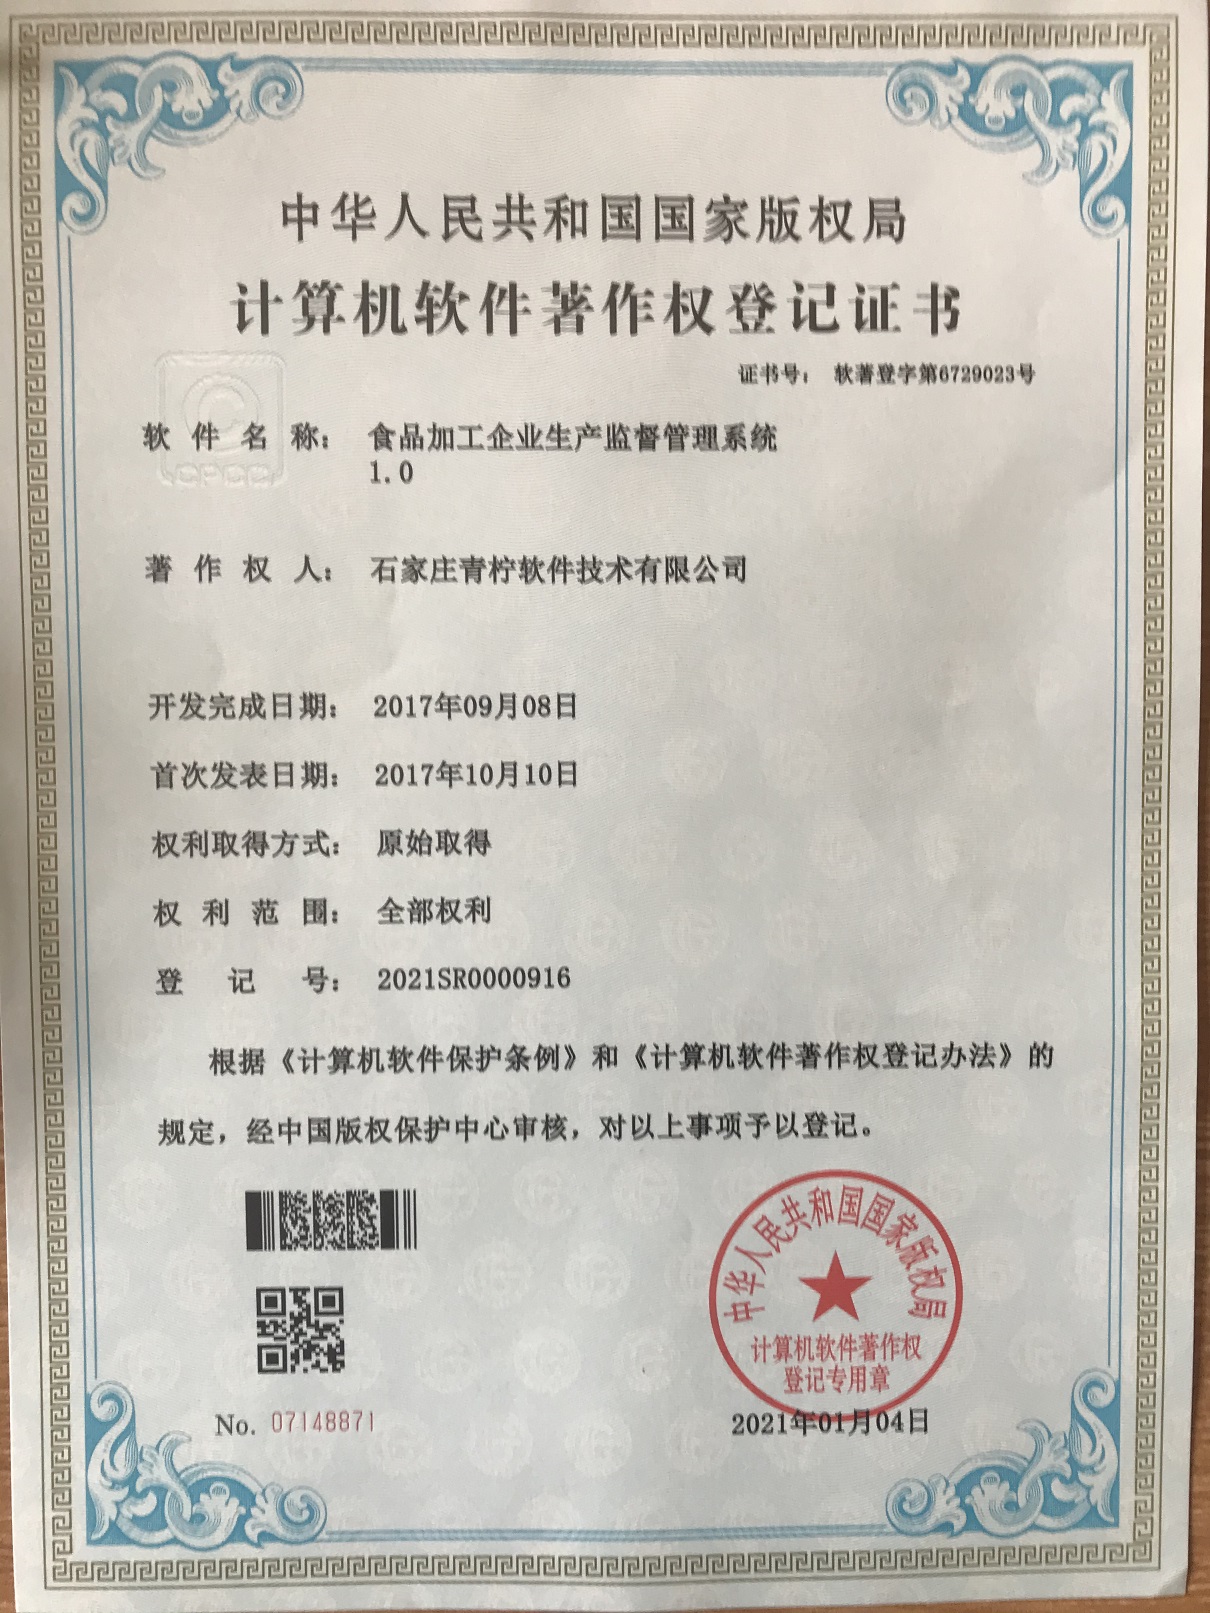 中华人民共和国国家版权局
计算机软件著作权登记证书
证书号： 软著登字第6729023号
CPCC
软件名称： 食品加工企业生产监督管理系统
1.0
著作权人： 石家庄青柠软件技术有限公司
开发完成日期： 2017年09月08日
首次发表日期： 2017年10月10日
权利取得方式： 原始取得
权利范围： 全部权利
登记号： 2021SR0000916
根据《计算机软件保护条例》和《计算机软件著作权登记办法》的
规定，经中国版权保护中心审核，对以上事项予以登记。
中华人民共和国国家版权局
计算机软件著作权
登记专用章
No. 07148871
2021年01月04日